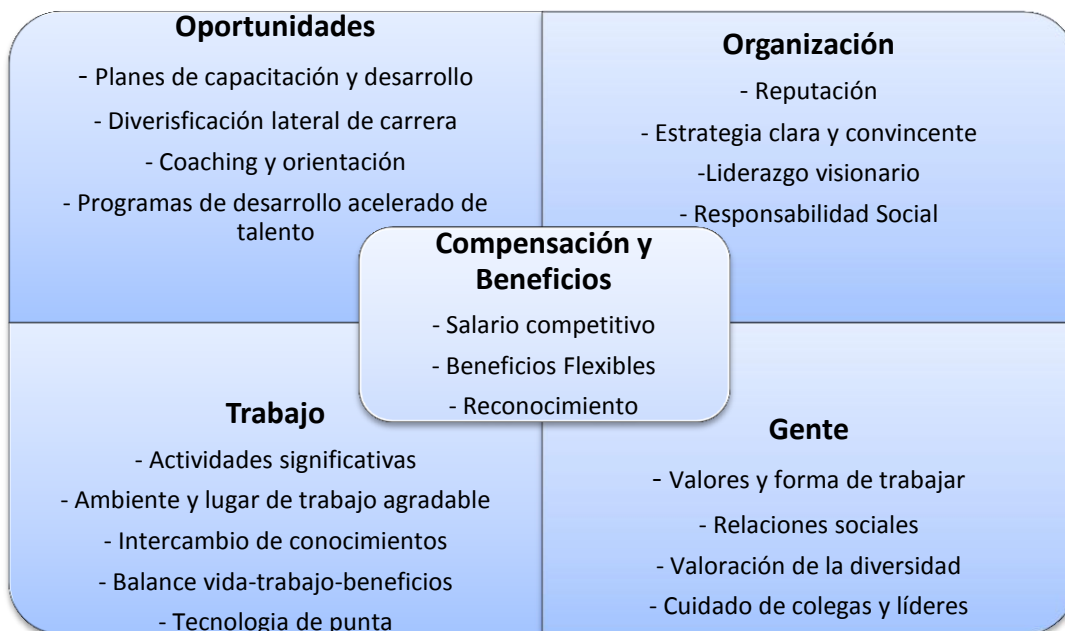 Oportunidades
- Planes de capacitación y desarrollo
- Diverisficación lateral de carrera
- Coaching y orientación
- Programas de desarrollo acelerado de
talento
Organización
- Reputación
- Estrategia clara y convincente
-Liderazgo visionario
- Responsabilidad Social
Compensación y
Beneficios
- Salario competitivo
- Beneficios Flexibles
- Reconocimiento
Trabajo
- Actividades significativas
- Ambiente y lugar de trabajo agradable
- Intercambio de conocimientos
- Balance vida-trabajo-beneficios
- Tecnologia de punta
Gente
- Valores y forma de trabajar
- Relaciones sociales
- Valoración de la diversidad
- Cuidado de colegas y líderes